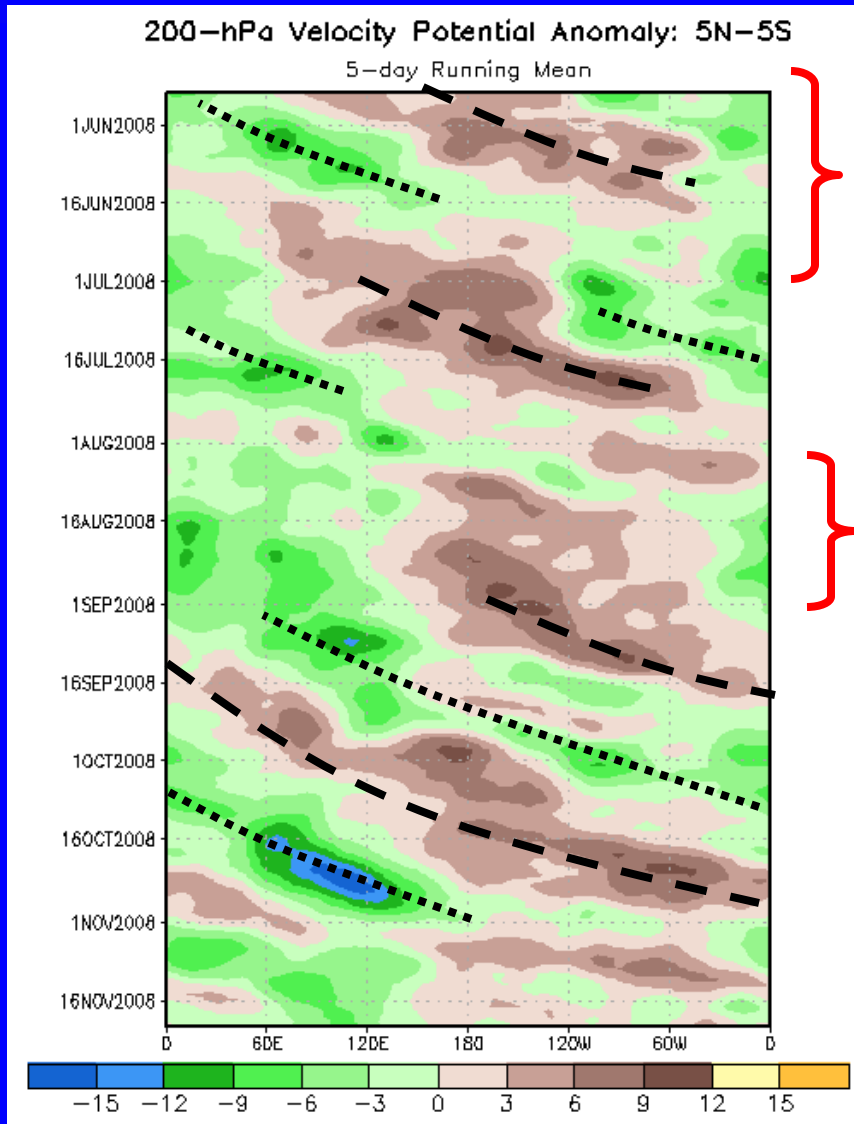 200-hPa Velocity Potential Anomaly: 5N-5S
5-day Running Mean
1JUN2008
16JUN2008
1JUL2008
16JUL2008
1AUG2008
16AUG2008
1SEP2008
16SEP2008
1OCT2008
16OCT2008
1NOV2008
16NOV2008
0 60E 120E 180 120W 60W 0
-15 -12 -9 -6 -3 0 3 6 9 12 15